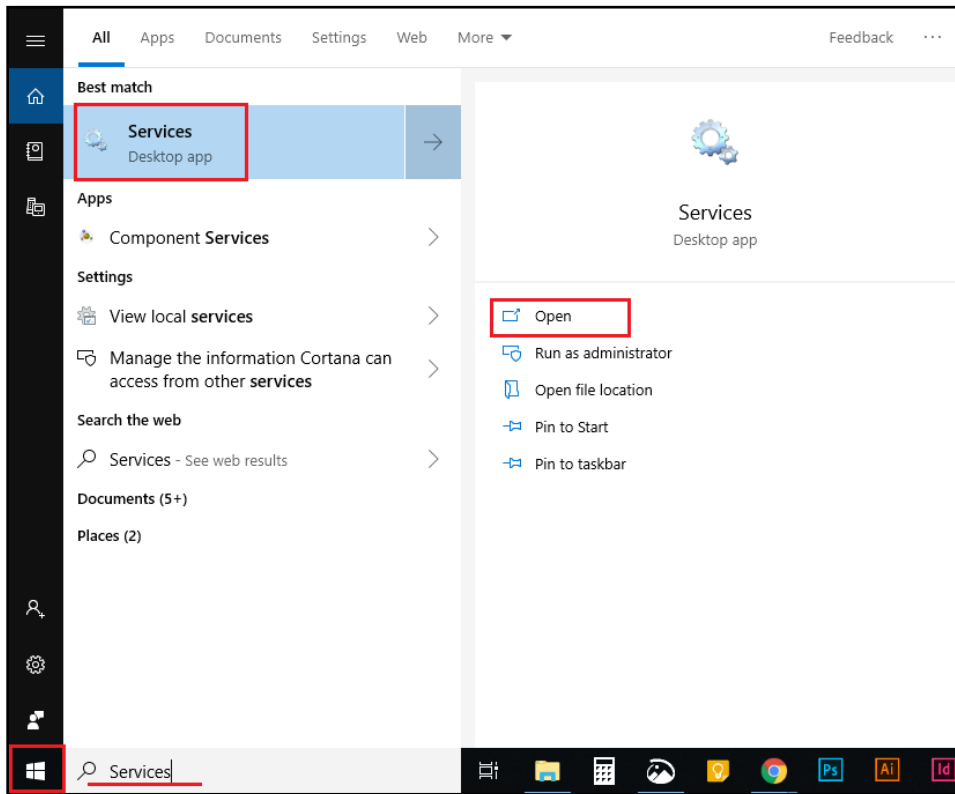 All Apps Documents Settings Web More Feedback ...
Best match
Services
Desktop app
Apps
Component Services
Settings
View local services
Manage the information Cortana can
access from other services
Search the web
Services - See web results
Documents (5+)
Places (2)
Services
Desktop app
Open
Run as administrator
Open file location
Pin to Start
Pin to taskbar
Services
Ps Ai Id